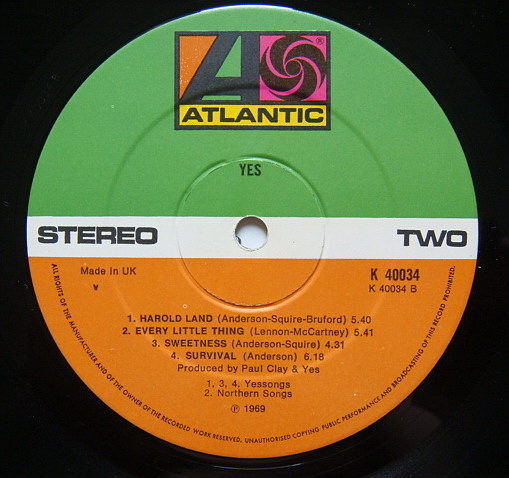 ATLANTIC
®
YES
STEREO TWO
Made in UK K 40034
v K 40034 B
1. HAROLD LAND (Anderson-Squire-Bruford) 5.40
2. EVERY LITTLE THING (Lennon-McCartney) 5.41
3. SWEETNESS (Anderson-Squire) 4.31
4. SURVIVAL (Anderson) 6.18
Produced by Paul Clay & Yes
1, 3, 4. Yessongs
2. Northern Songs
℗ 1969
ALL RIGHTS OF THE MANUFACTURER AND OF THE OWNER OF THE RECORDED WORK RESERVED. UNAUTHORISED COPYING PUBLIC PERFORMANCE AND BROADCASTING OF THIS RECORD PROHIBITED.